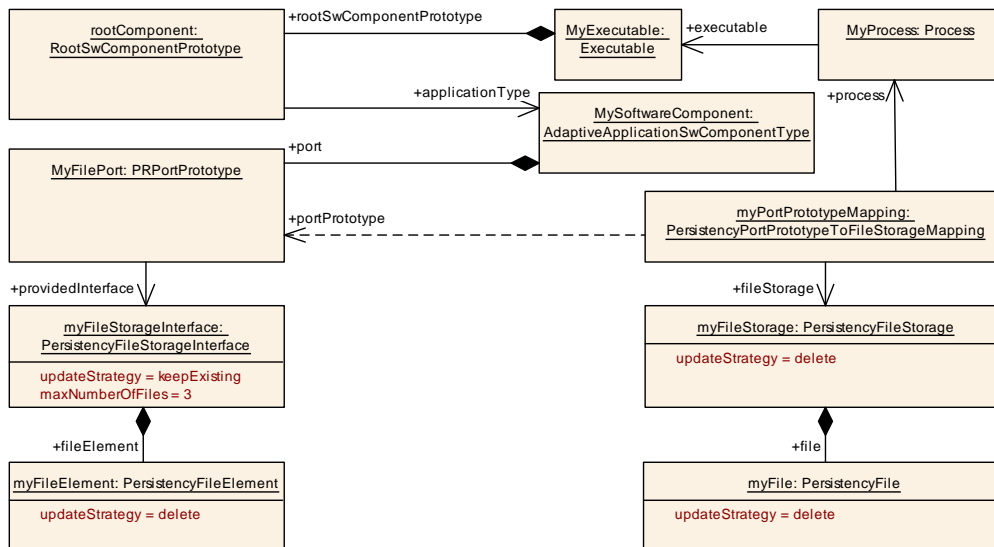 rootComponent:
RootSwComponentPrototype
+rootSwComponentPrototype
MyExecutable:
Executable
+executable
MyProcess: Process
+applicationType
MySoftwareComponent:
AdaptiveApplicationSwComponentType
+process
+port
MyFilePort: PRPortPrototype
+portPrototype
myPortPrototypeMapping:
PersistencyPortPrototypeToFileStorageMapping
+providedInterface
+fileStorage
myFileStorageInterface:
PersistencyFileStorageInterface
updateStrategy = keepExisting
maxNumberOfFiles = 3
myFileStorage: PersistencyFileStorage
updateStrategy = delete
+fileElement
+file
myFileElement: PersistencyFileElement
updateStrategy = delete
myFile: PersistencyFile
updateStrategy = delete